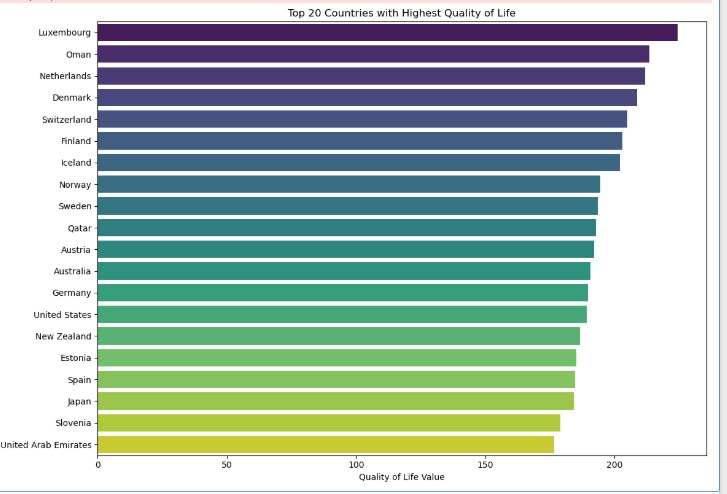 Top 20 Countries with Highest Quality of Life
Luxembourg
Oman
Netherlands
Denmark
Switzerland
Finland
Iceland
Norway
Sweden
Qatar
Austria
Australia
Germany
United States
New Zealand
Estonia
Spain
Japan
Slovenia
United Arab Emirates
0 50 100 150 200
Quality of Life Value